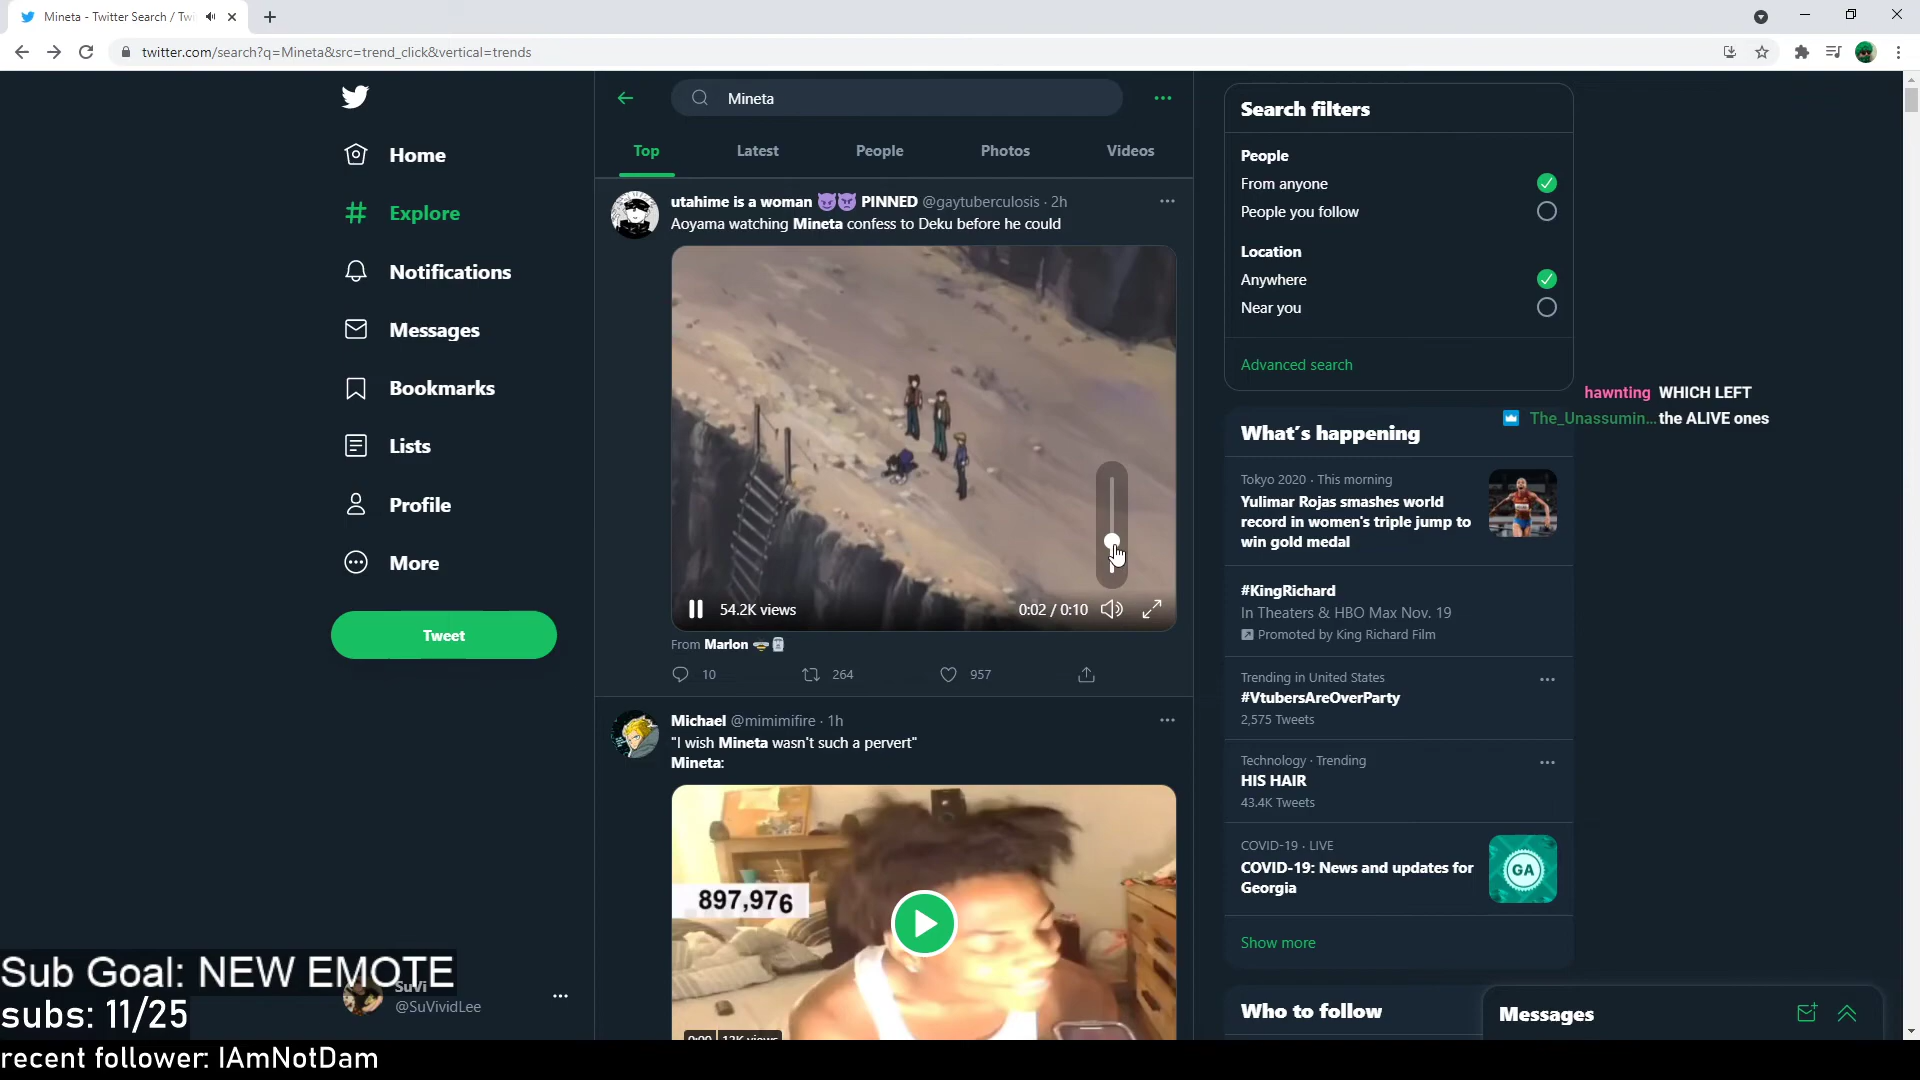 Mineta - Twitter Search / Twi
twitter.com/search?q=Mineta&src=trend_click&vertical=trends
Home
Explore
Notifications
Messages
Bookmarks
Lists
Profile
More
Tweet
SuVi
@SuVividLee
Mineta
Top
Latest
People
Photos
Videos
utahime is a woman 😈👿 PINNED @gaytuberculosis · 2h
Aoyama watching Mineta confess to Deku before he could
54.2K views
0:02 / 0:10
From Marlon
10
264
957
Michael @mimimifire · 1h
"I wish Mineta wasn't such a pervert"
Mineta:
897,976
0:00 12K views
Search filters
People
From anyone
People you follow
Location
Anywhere
Near you
Advanced search
hawnting WHICH LEFT
The_Unassumin... the ALIVE ones
What's happening
Tokyo 2020 · This morning
Yulimar Rojas smashes world
record in women's triple jump to
win gold medal
#KingRichard
In Theaters & HBO Max Nov. 19
Promoted by King Richard Film
Trending in United States
#VtubersAreOverParty
2,575 Tweets
Technology · Trending
HIS HAIR
43.4K Tweets
COVID-19 · LIVE
COVID-19: News and updates for
Georgia
GA
Show more
Who to follow
Messages
Sub Goal: NEW EMOTE
subs: 11/25
recent follower: IAmNotDam